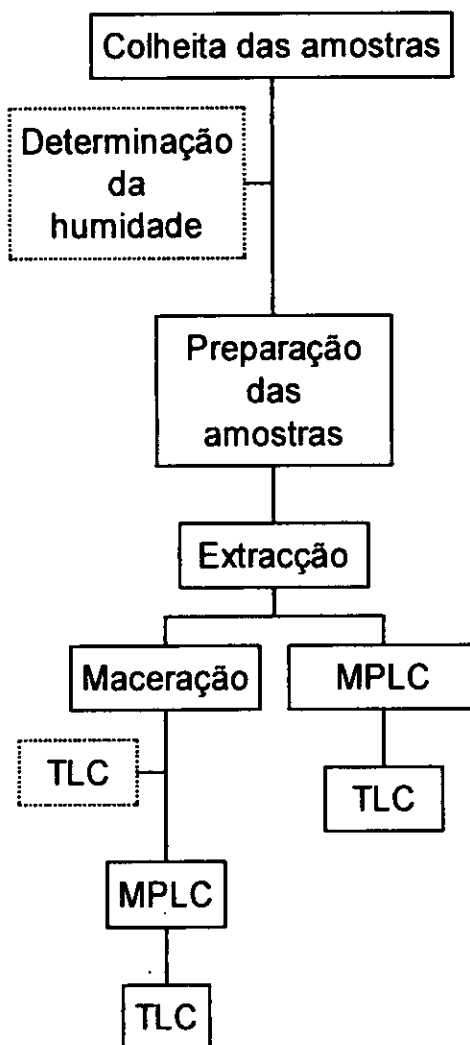 Colheita das amostras
Determinação
da
humidade
Preparação
das
amostras
Extracção
Maceração
MPLC
TLC
TLC
MPLC
TLC